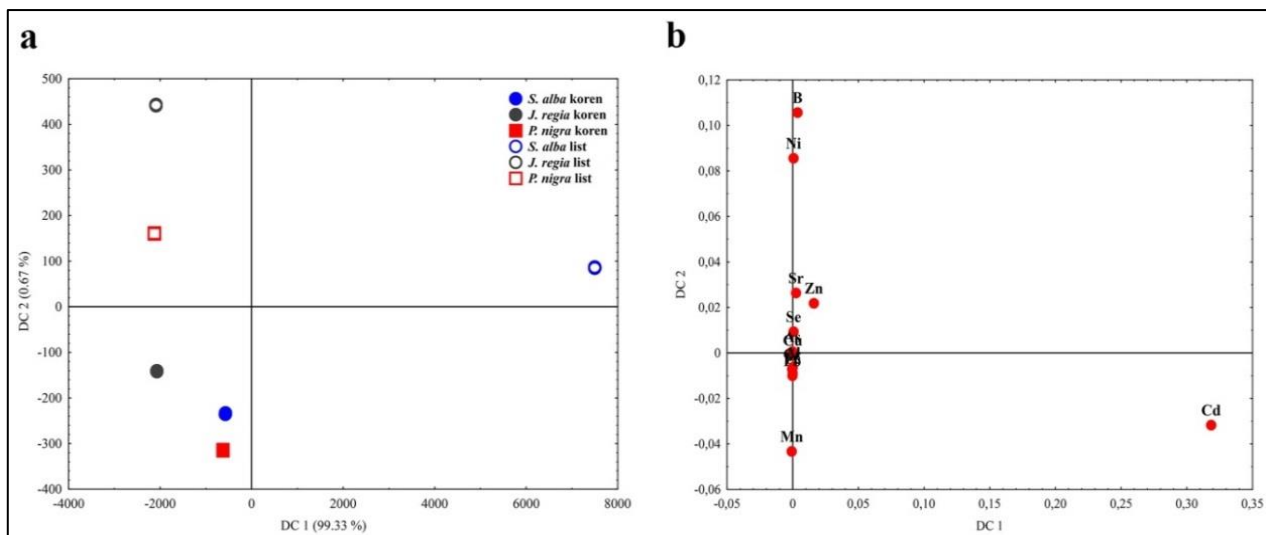 a
500
400
300
200
100
0
-100
-200
-300
-400
-4000 -2000 0 2000 4000 6000 8000
DC 2 (0.67 %)
DC 1 (99.33 %)
S. alba koren
J. regia koren
P. nigra koren
S. alba list
J. regia list
P. nigra list
b
0,12
0,10
0,08
0,06
0,04
0,02
0
-0,02
-0,04
-0,06
-0,05 0 0,05 0,10 0,15 0,20 0,25 0,30 0,35
DC 2
DC 1
B
Ni
Sr
Zn
Se
Mn
Cd